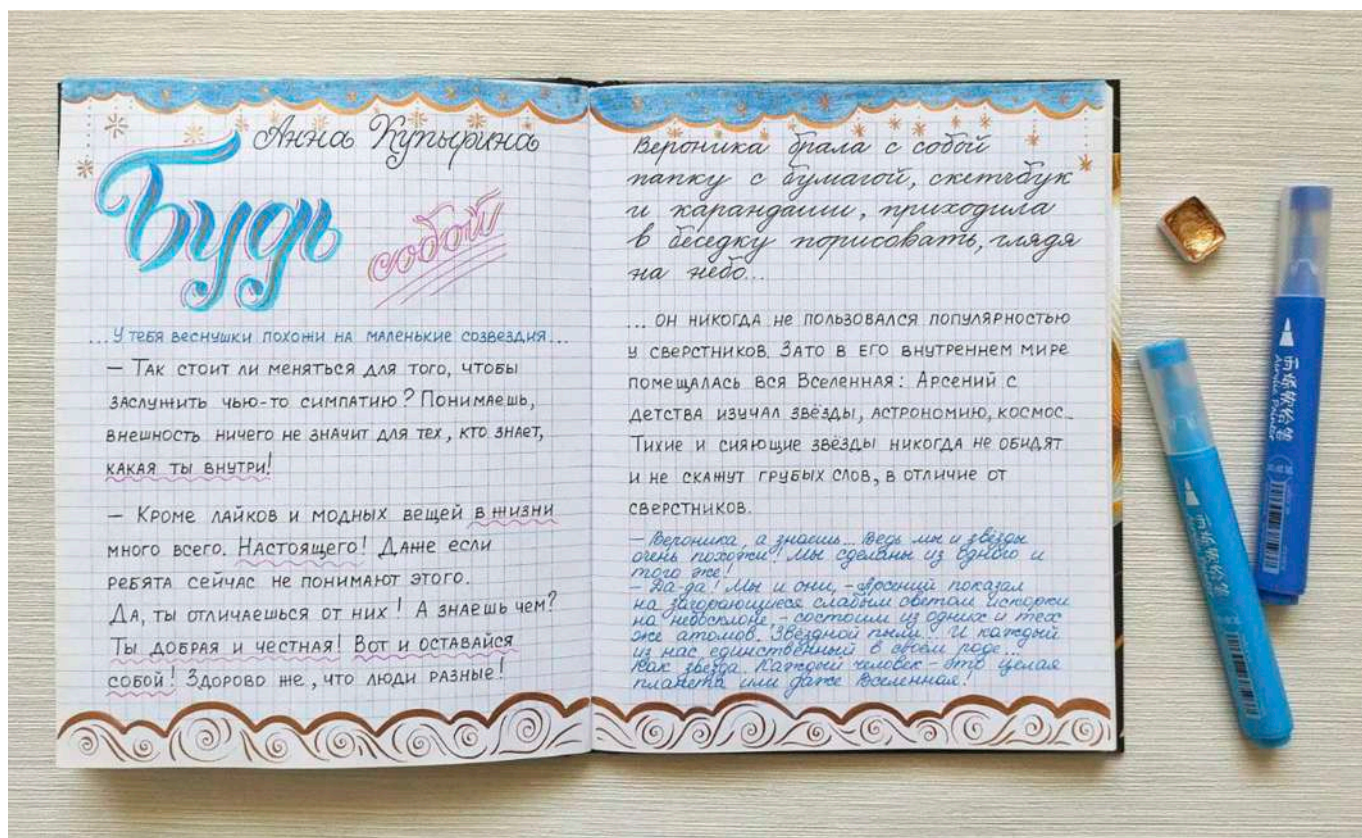 Анна Купырина
Будь
собой
...У тебя веснушки похожи на маленькие созвездия...
— Так стоит ли меняться для того, чтобы
заслужить чью-то симпатию? Понимаешь,
внешность ничего не значит для тех, кто знает,
какая ты внутри!
— Кроме лайков и модных вещей в жизни
много всего. Настоящего! Даже если
ребята сейчас не понимают этого.
Да, ты отличаешься от них! А знаешь чем?
Ты добрая и честная! Вот и оставайся
собой! Здорово же, что люди разные!
Вероника брала с собой
папку с бумагой, скетчбук
и карандаши, приходила
в беседку порисовать, глядя
на небо...
... он никогда не пользовался популярностью
у сверстников. Зато в его внутреннем мире
помещалась вся Вселенная: Арсений с
детства изучал звёзды, астрономию, космос...
Тихие и сияющие звёзды никогда не обидят
и не скажут грубых слов, в отличие от
сверстников.
— Вероника, а знаешь... Ведь мы и звёзды
очень похожи! Мы сделаны из одного и
того же!
— Да-да! Мы и они, - Арсений показал
на загорающиеся слабым светом искорки
на небосклоне, - состоим из одних и тех
же атомов. Звёздной пыли. И каждый
из нас единственный в своём роде...
Как звезда. Каждый человек - это целая
планета или даже Вселенная!